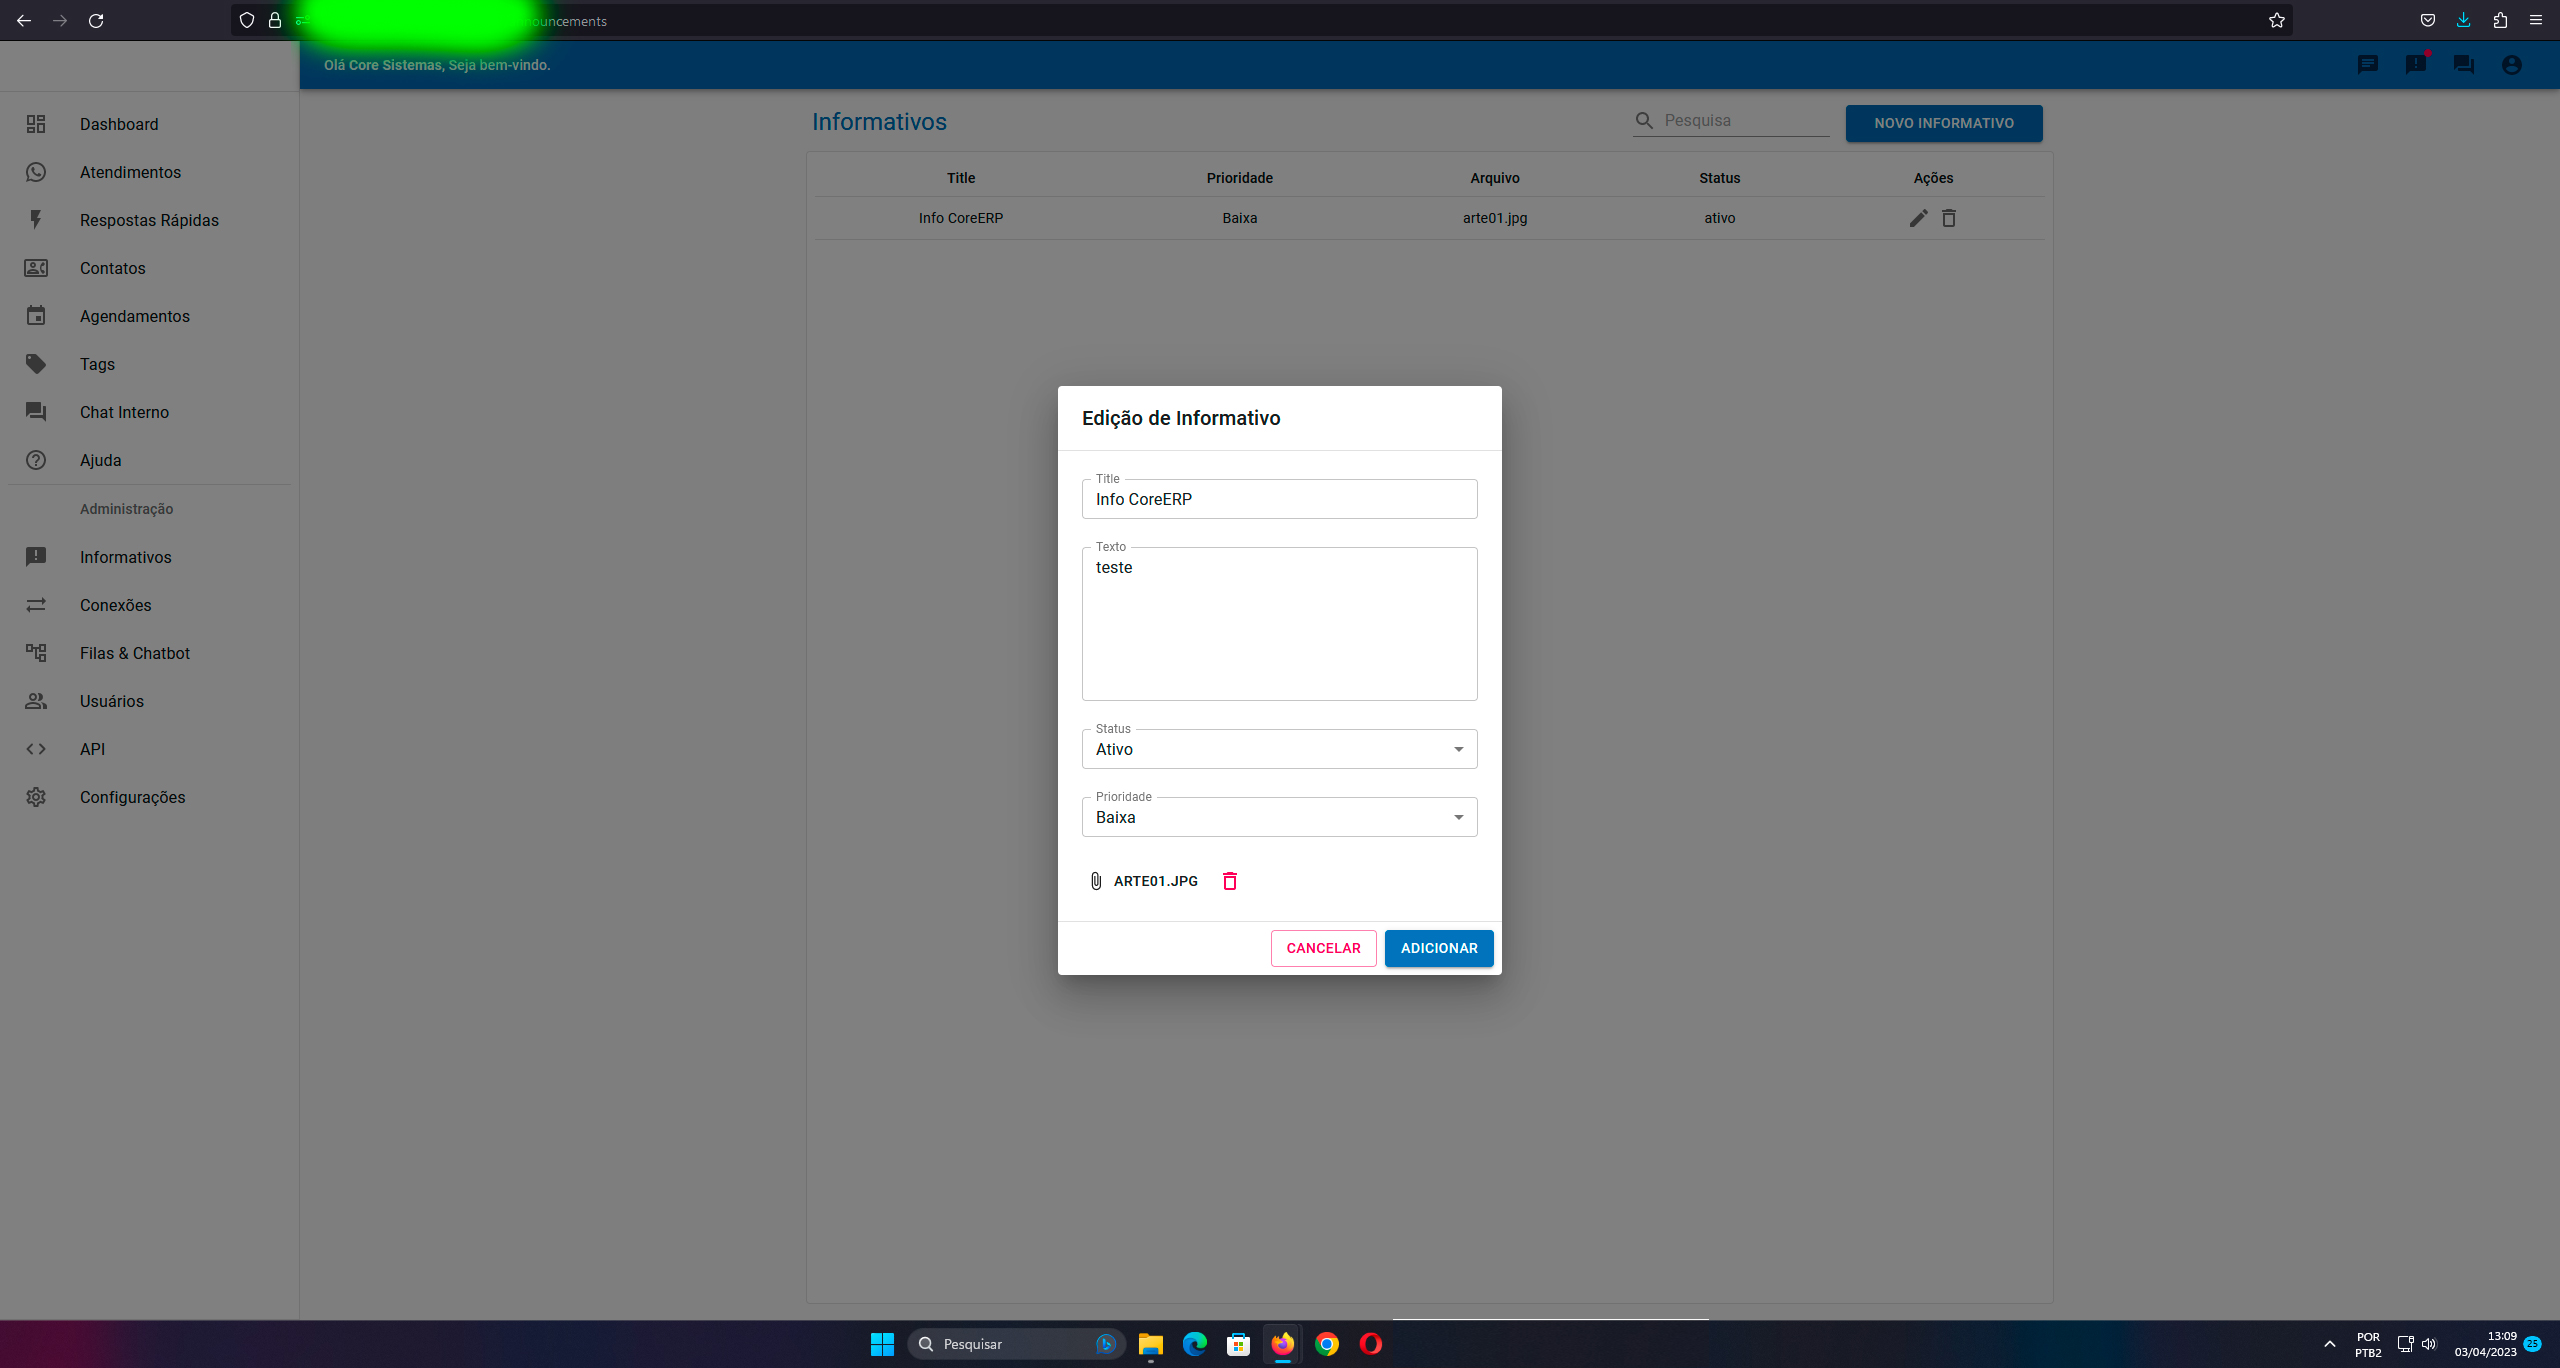 Olá Core Sistemas, Seja bem-vindo.
Dashboard
Atendimentos
Respostas Rápidas
Contatos
Agendamentos
Tags
Chat Interno
Ajuda
Administração
Informativos
Conexões
Filas & Chatbot
Usuários
API
Configurações
Informativos
Pesquisa
NOVO INFORMATIVO
Title Prioridade Arquivo Status Ações
Info CoreERP Baixa arte01.jpg ativo
Edição de Informativo
Title
Info CoreERP
Texto
teste
Status
Ativo
Prioridade
Baixa
ARTE01.JPG
CANCELAR ADICIONAR
Pesquisar
POR
PTB2
13:09
03/04/2023
25